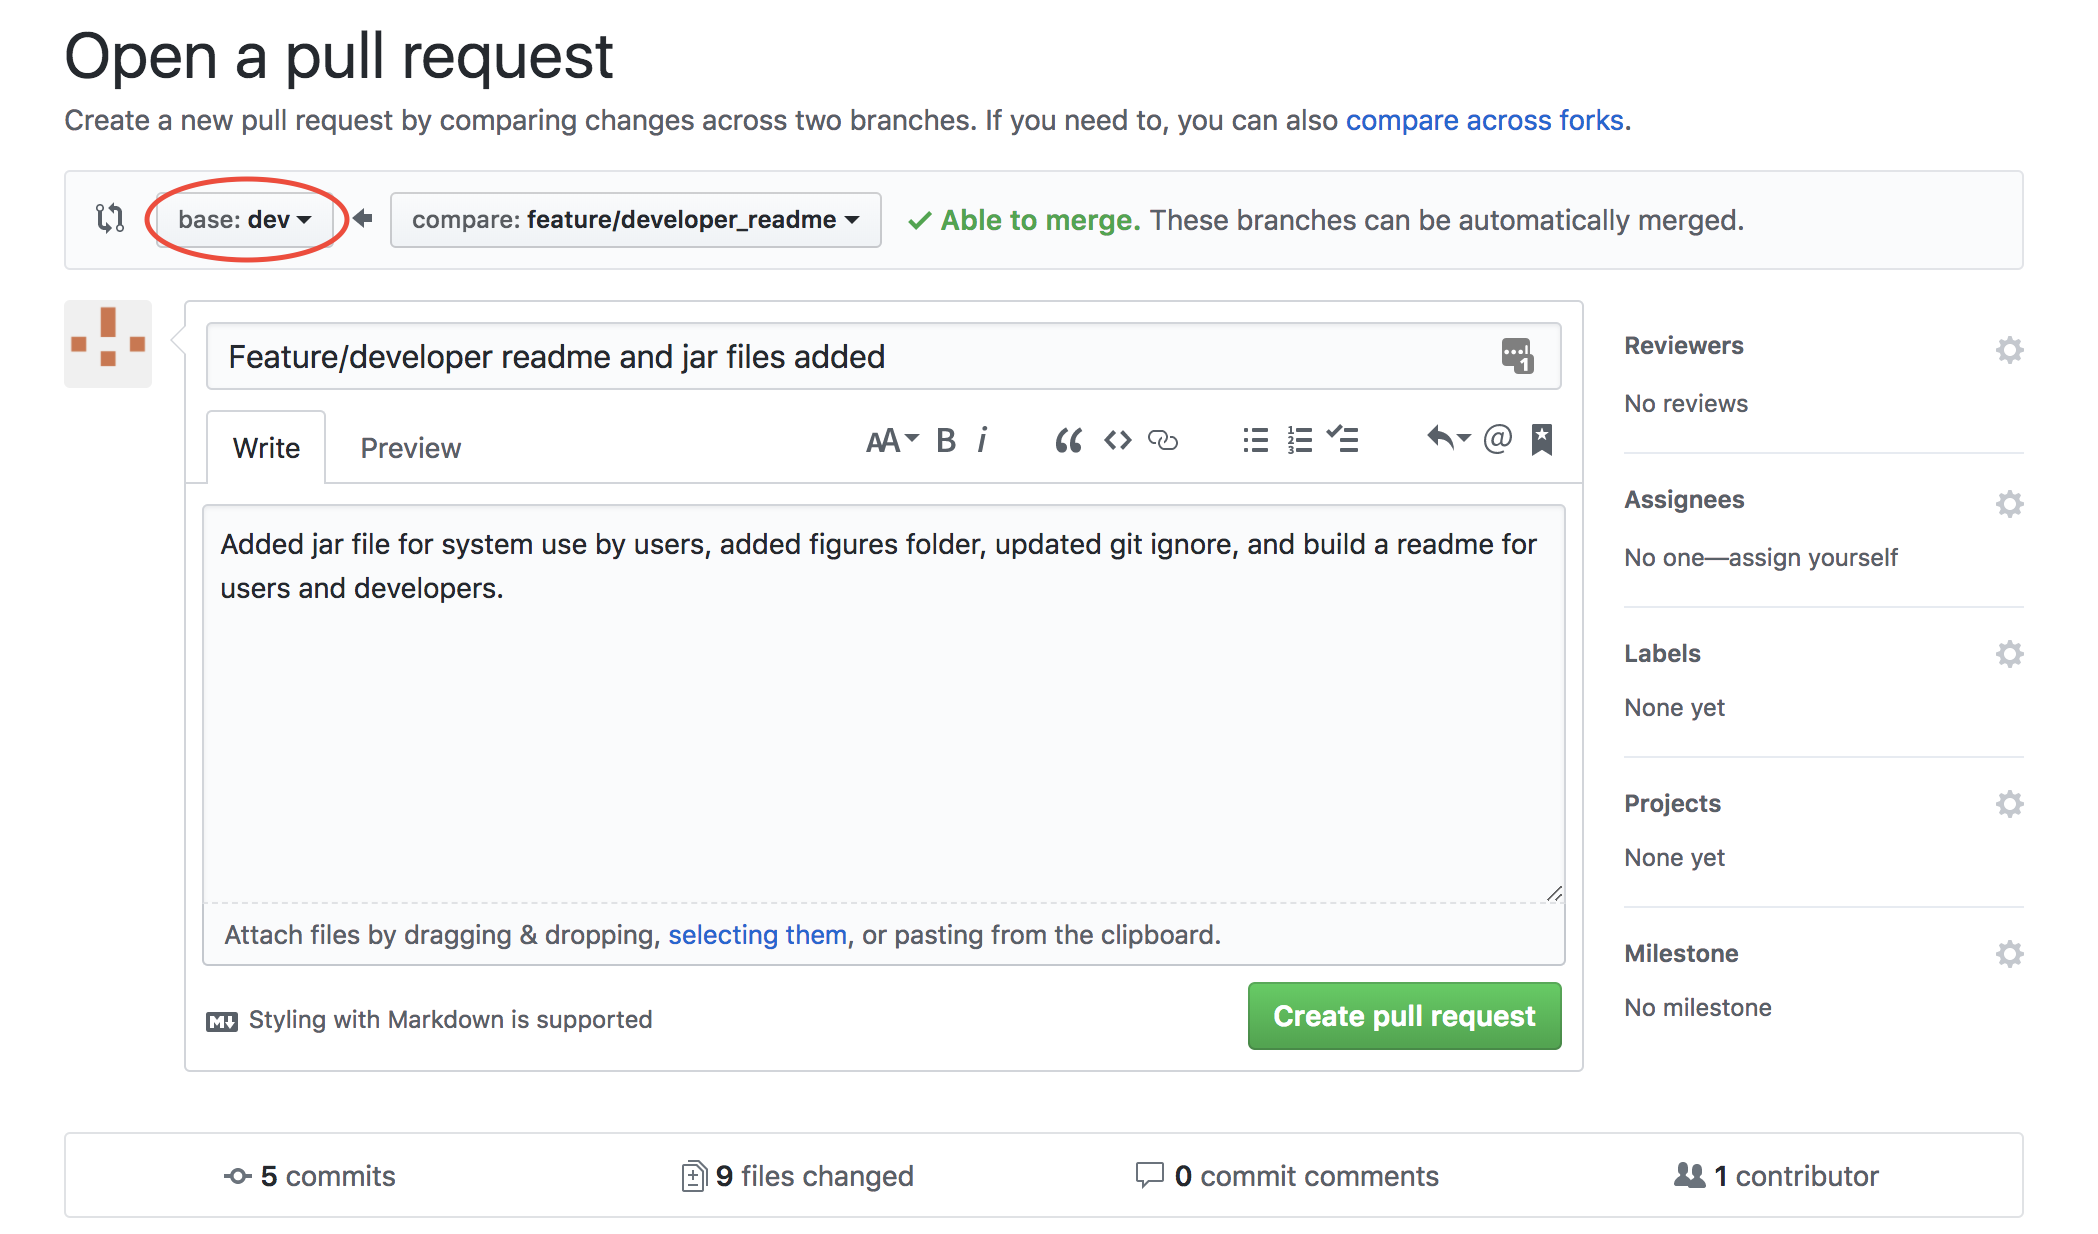 Open a pull request
Create a new pull request by comparing changes across two branches. If you need to, you can also compare across forks.
base: dev compare: feature/developer_readme Able to merge. These branches can be automatically merged.
Feature/developer readme and jar files added 1
Write Preview AA B i @
Added jar file for system use by users, added figures folder, updated git ignore, and build a readme for
users and developers.
Attach files by dragging & dropping, selecting them, or pasting from the clipboard.
M Styling with Markdown is supported
Create pull request
Reviewers
No reviews
Assignees
No one—assign yourself
Labels
None yet
Projects
None yet
Milestone
No milestone
5 commits 9 files changed 0 commit comments 1 contributor